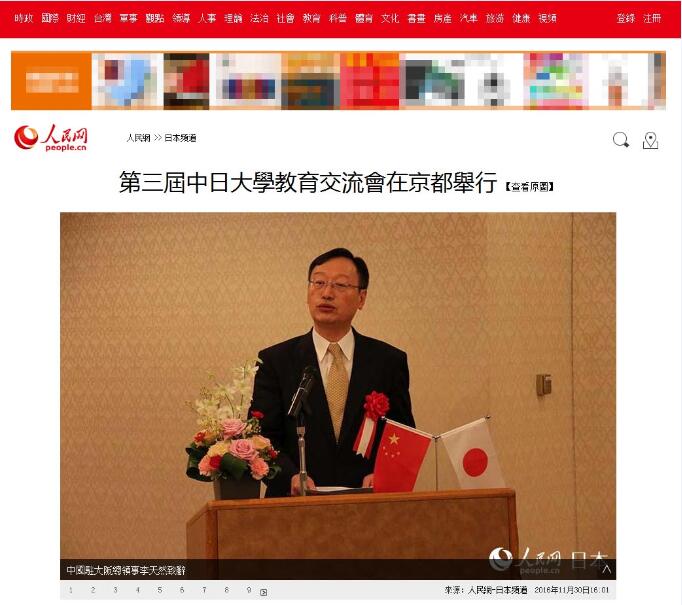 時政 國際 財經 台灣 軍事 觀點 領導 人事 理論 法治 社會 教育 科普 體育 文化 書畫 房產 汽車 旅游 健康 視頻 登錄 注冊
人民网
people.cn
人民網 >> 日本頻道
第三屆中日大學教育交流會在京都舉行 【查看原圖】
人民网 日本
people.cn
中國駐大阪總領事李天然致辭
1 2 3 4 5 6 7 8 9
來源：人民網-日本頻道 2016年11月30日16:01